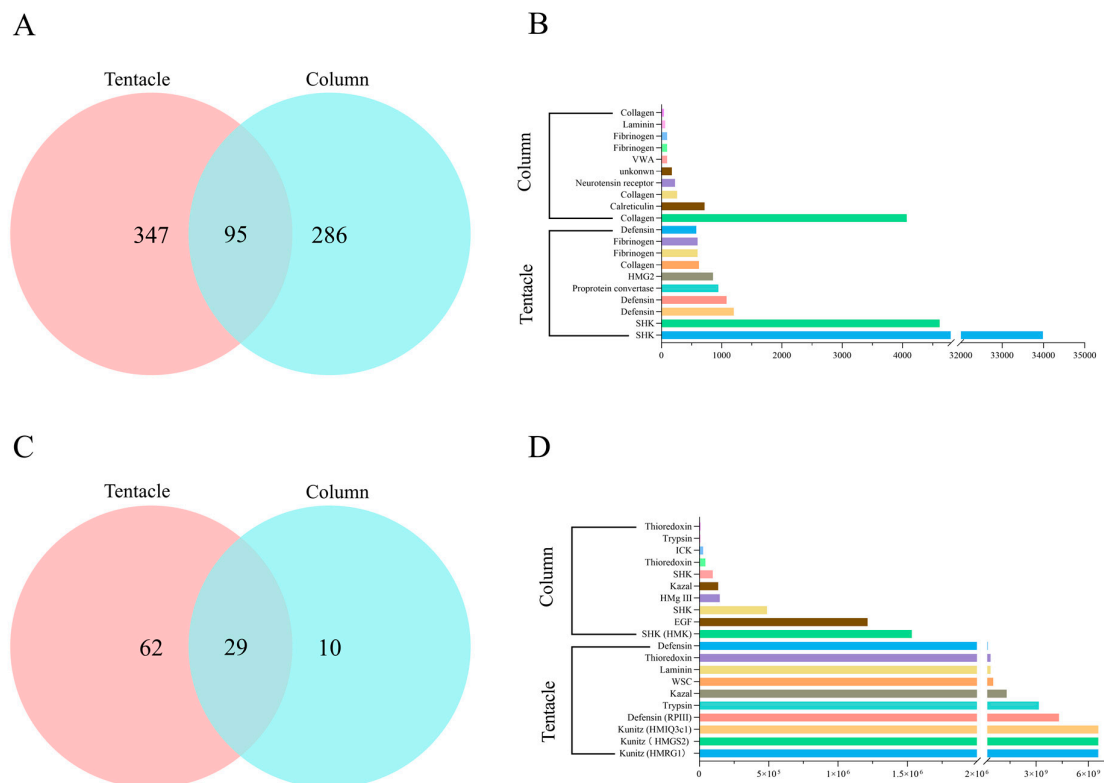 A
B
Tentacle
Column
347
95
286
Column
Tentacle
Collagen
Laminin
Fibrinogen
Fibrinogen
VWA
unkonwn
Neurotensin receptor
Collagen
Calreticulin
Collagen
Defensin
Fibrinogen
Fibrinogen
Collagen
HMG2
Proprotein convertase
Defensin
Defensin
SHK
SHK
0 1000 2000 3000 4000 32000 33000 34000 35000
C
D
Tentacle
Column
62
29
10
Column
Tentacle
Thioredoxin
Trypsin
ICK
Thioredoxin
SHK
Kazal
HMg III
SHK
EGF
SHK (HMK)
Defensin
Thioredoxin
Laminin
WSC
Kazal
Trypsin
Defensin (RPIII)
Kunitz (HMIQ3c1)
Kunitz ( HMGS2)
Kunitz (HMRG1)
0 5×10⁵ 1×10⁶ 1.5×10⁶ 2×10⁶ 3×10⁹ 6×10⁹